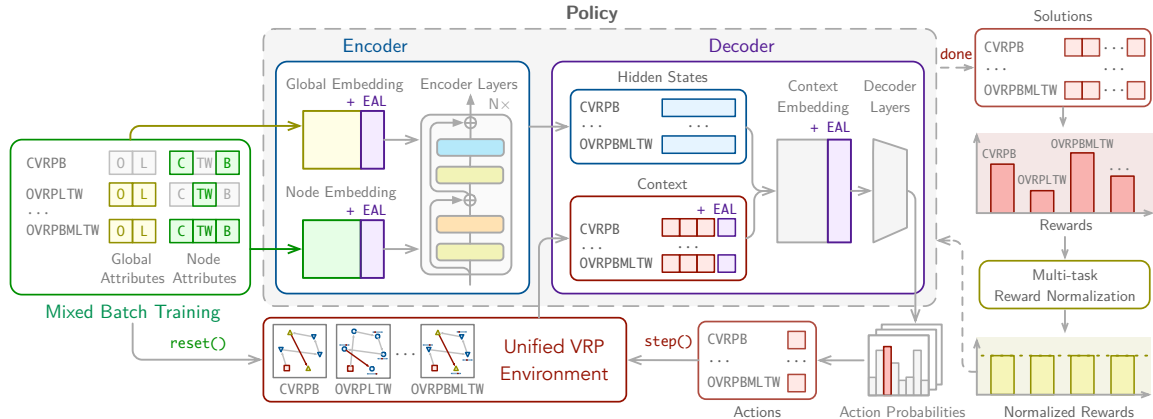 Policy
Encoder
Decoder
Global Embedding
+ EAL
Encoder Layers
N×
Node Embedding
+ EAL
Hidden States
CVRPB
...
OVRPBMLTW
Context
+ EAL
CVRPB
...
OVRPBMLTW
Context
Embedding
+ EAL
Decoder
Layers
done
Solutions
CVRPB
...
...
...
OVRPBMLTW
...
CVRPB
OVRPLTW
OVRPBMLTW
...
Rewards
Multi-task
Reward Normalization
Normalized Rewards
CVRPB
O L
C TW B
OVRPLTW
O L
C TW B
...
OVRPBMLTW
O L
C TW B
Global
Attributes
Node
Attributes
Mixed Batch Training
reset()
...
CVRPB
OVRPLTW
OVRPBMLTW
Unified VRP
Environment
step()
CVRPB
...
...
OVRPBMLTW
Actions
Action Probabilities